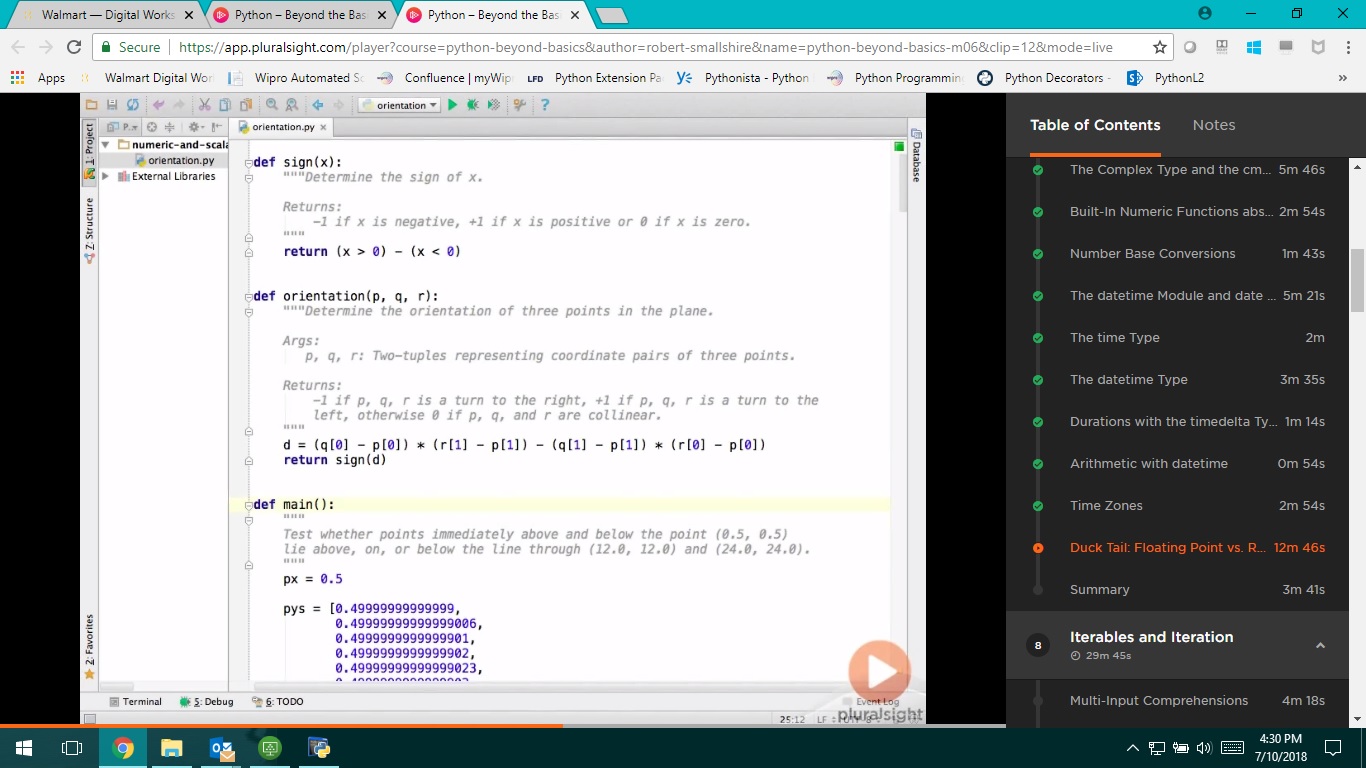 Walmart — Digital Works
Python – Beyond the Basi
Python – Beyond the Basi
Secure
https://app.pluralsight.com/player?course=python-beyond-basics&author=robert-smallshire&name=python-beyond-basics-m06&clip=12&mode=live
Apps
Walmart Digital Wor
Wipro Automated Sc
Confluence | myWip
LFD
Python Extension Pa
Pythonista - Python
Python Programmin
Python Decorators -
PythonL2
»
orientation
?
1: Project
P..
orientation.py
numeric-and-scala
orientation.py
External Libraries
Z: Structure
2: Favorites
Database
def sign(x):
"""Determine the sign of x.
Returns:
-1 if x is negative, +1 if x is positive or 0 if x is zero.
"""
return (x > 0) - (x < 0)
def orientation(p, q, r):
"""Determine the orientation of three points in the plane.
Args:
p, q, r: Two-tuples representing coordinate pairs of three points.
Returns:
-1 if p, q, r is a turn to the right, +1 if p, q, r is a turn to the
left, otherwise 0 if p, q, and r are collinear.
"""
d = (q[0] - p[0]) * (r[1] - p[1]) - (q[1] - p[1]) * (r[0] - p[0])
return sign(d)
def main():
"""
Test whether points immediately above and below the point (0.5, 0.5)
lie above, on, or below the line through (12.0, 12.0) and (24.0, 24.0).
"""
px = 0.5
pys = [0.49999999999999,
0.49999999999999006,
0.4999999999999901,
0.4999999999999902,
0.49999999999999023,
Terminal
5: Debug
6: TODO
Event Log
25:12
LF
pluralsight
Table of Contents
Notes
The Complex Type and the cm... 5m 46s
Built-In Numeric Functions abs... 2m 54s
Number Base Conversions 1m 43s
The datetime Module and date ... 5m 21s
The time Type 2m
The datetime Type 3m 35s
Durations with the timedelta Ty... 1m 14s
Arithmetic with datetime 0m 54s
Time Zones 2m 54s
Duck Tail: Floating Point vs. R... 12m 46s
Summary 3m 41s
8
Iterables and Iteration
29m 45s
Multi-Input Comprehensions 4m 18s
4:30 PM
7/10/2018